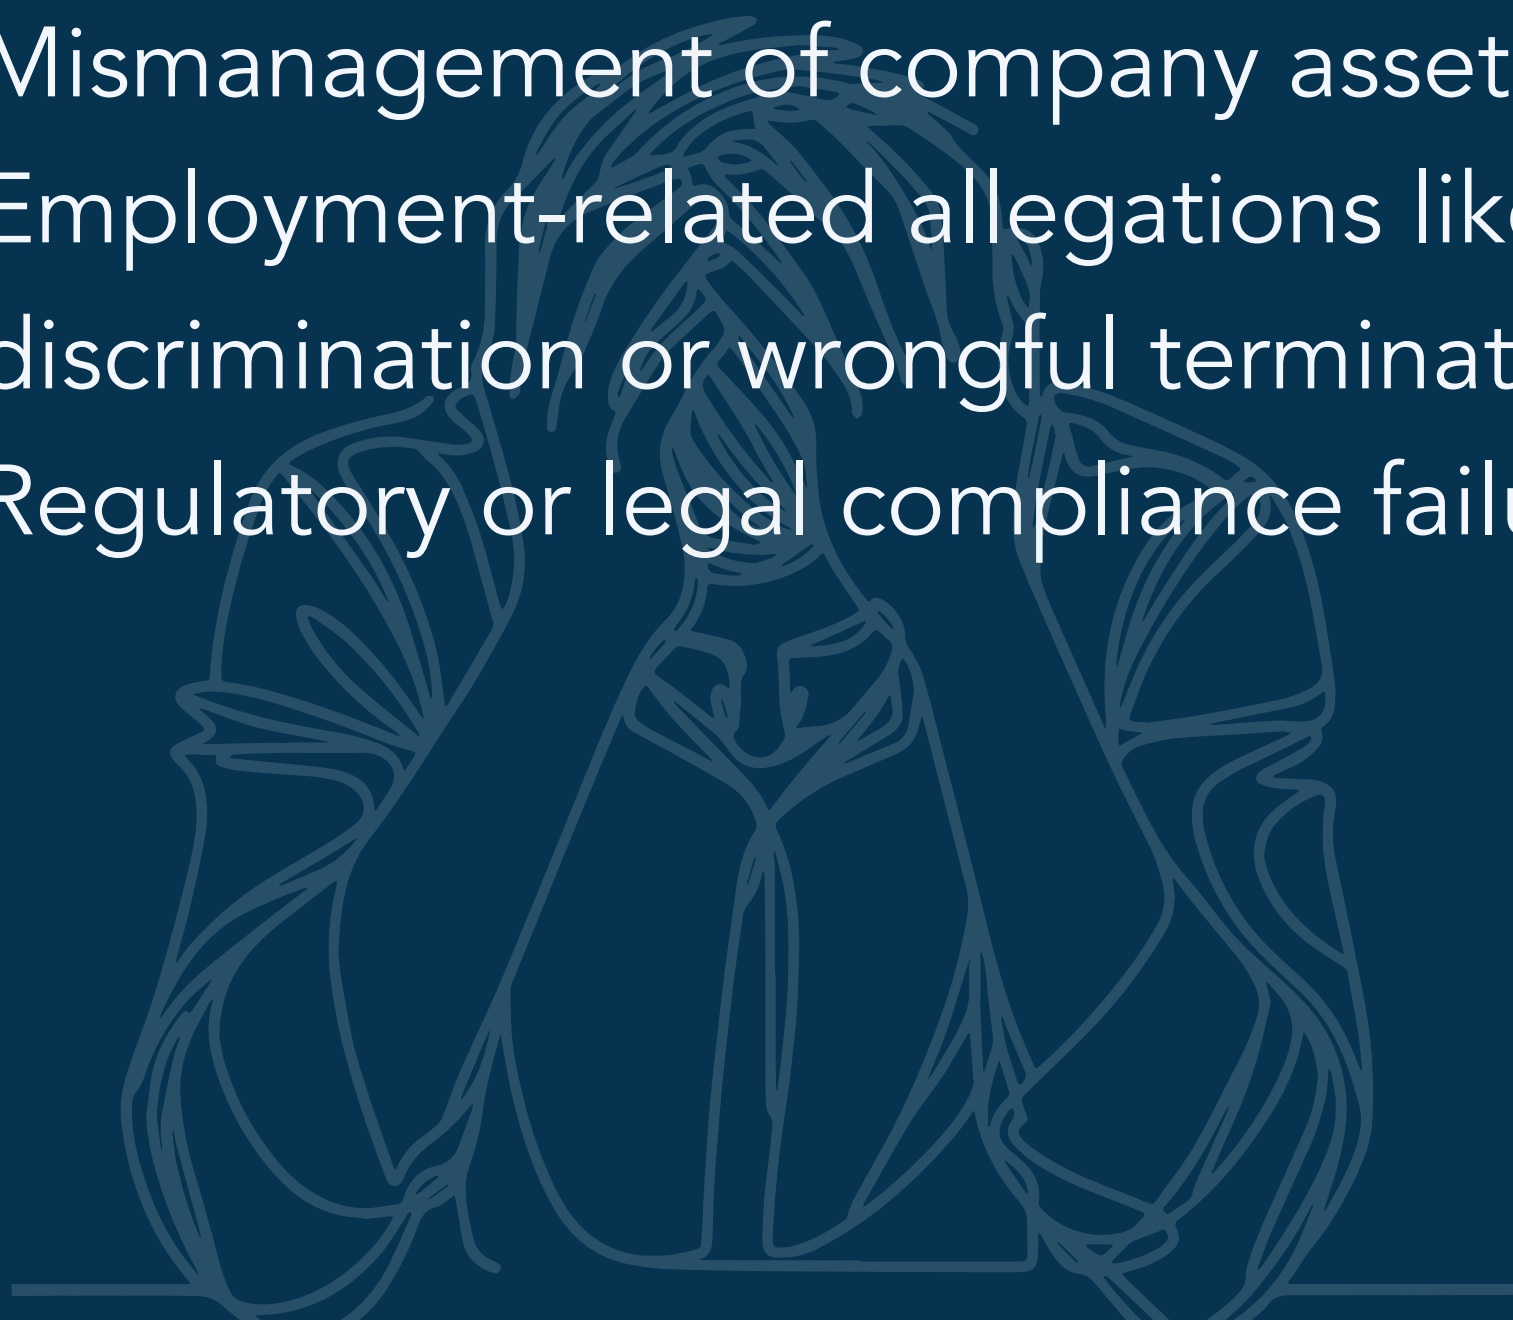 Mismanagement of company asset
Employment-related allegations lik
discrimination or wrongful terminat
Regulatory or legal compliance fail